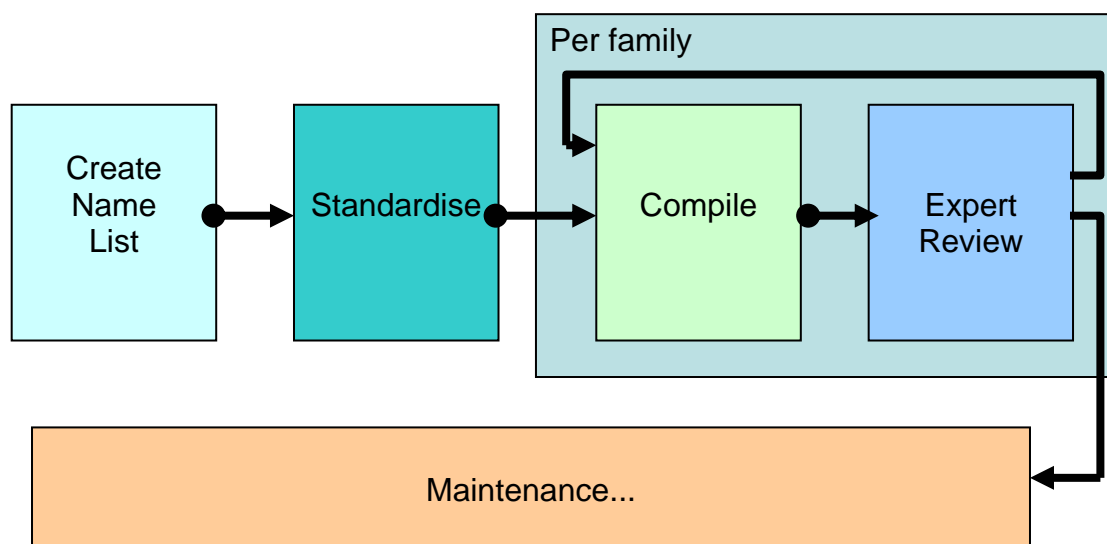 Per family
Create
Name
List
Standardise
Compile
Expert
Review
Maintenance...